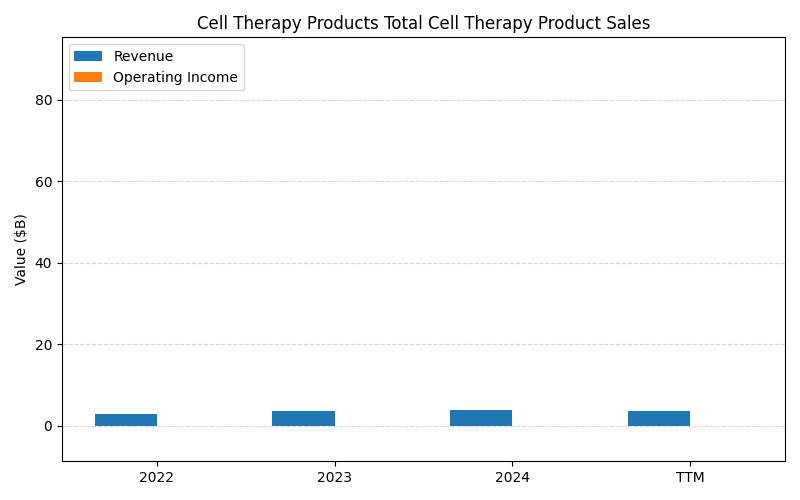 Cell Therapy Products Total Cell Therapy Product Sales
Revenue
Operating Income
Value ($B)
80
60
40
20
0
2022
2023
2024
TTM